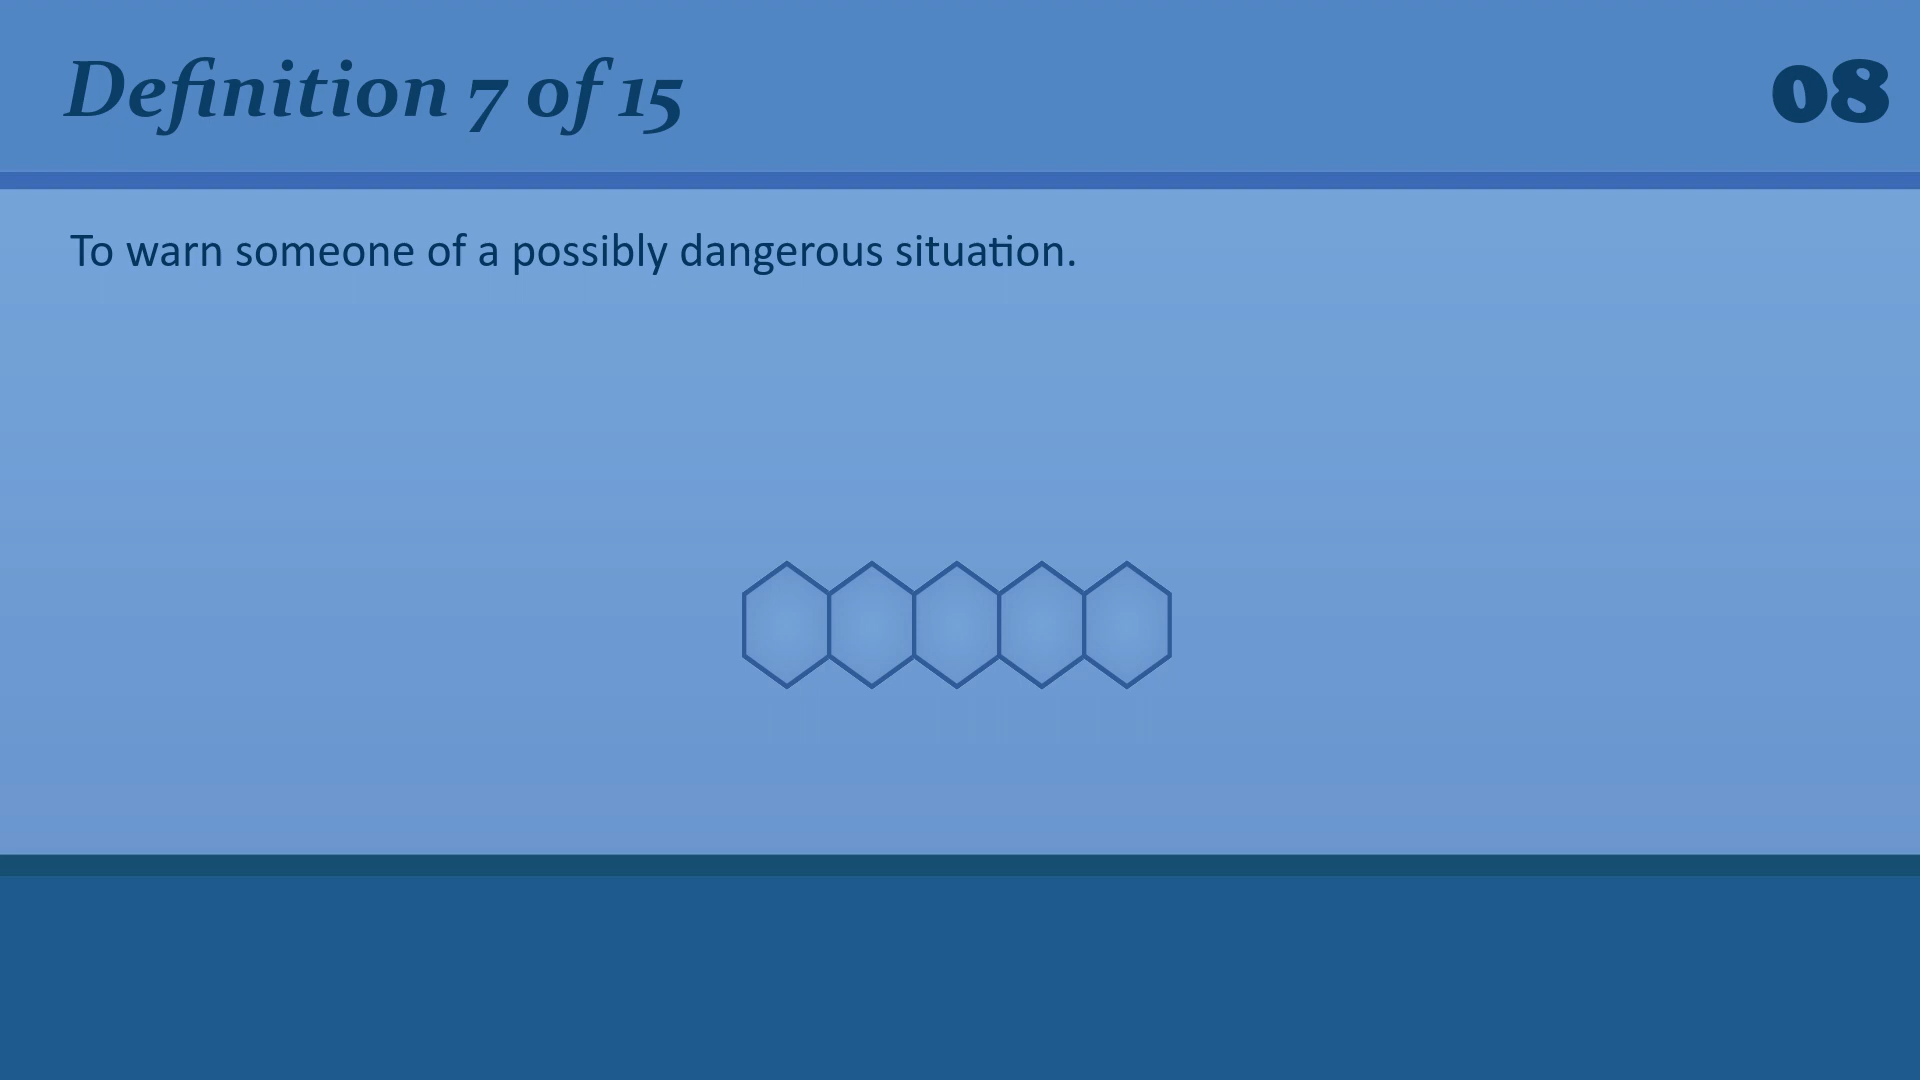 Definition 7 of 15
08
To warn someone of a possibly dangerous situation.